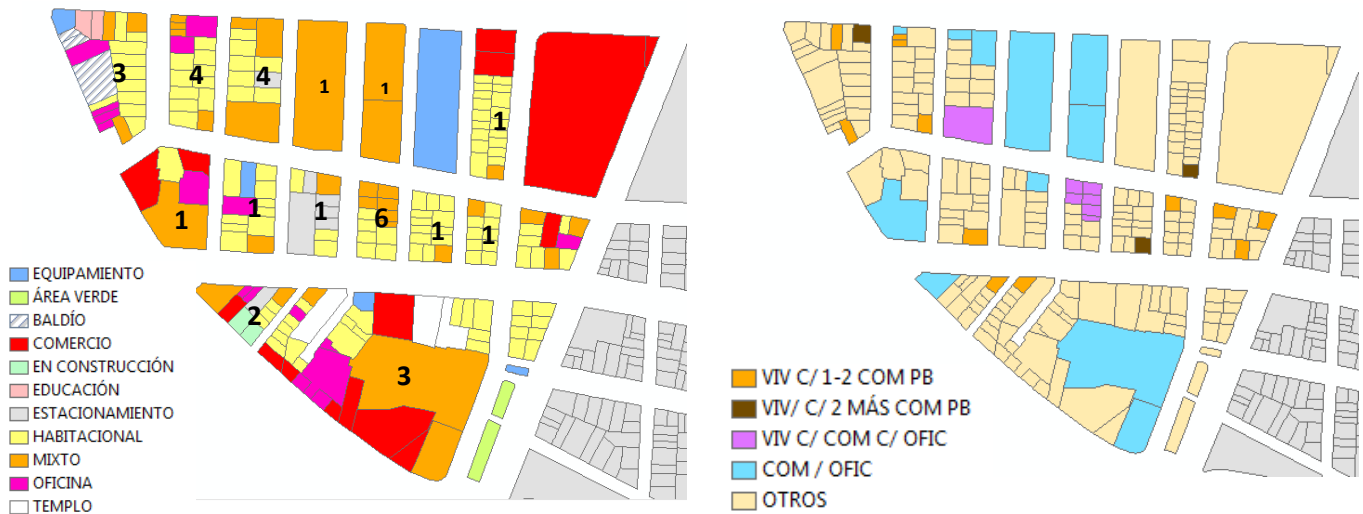 3
4
4
1
1
1
1
1
1
6
1
1
2
3
EQUIPAMIENTO
ÁREA VERDE
BALDÍO
COMERCIO
EN CONSTRUCCIÓN
EDUCACIÓN
ESTACIONAMIENTO
HABITACIONAL
MIXTO
OFICINA
TEMPLO
VIV C/ 1-2 COM PB
VIV/ C/ 2 MÁS COM PB
VIV C/ COM C/ OFIC
COM / OFIC
OTROS